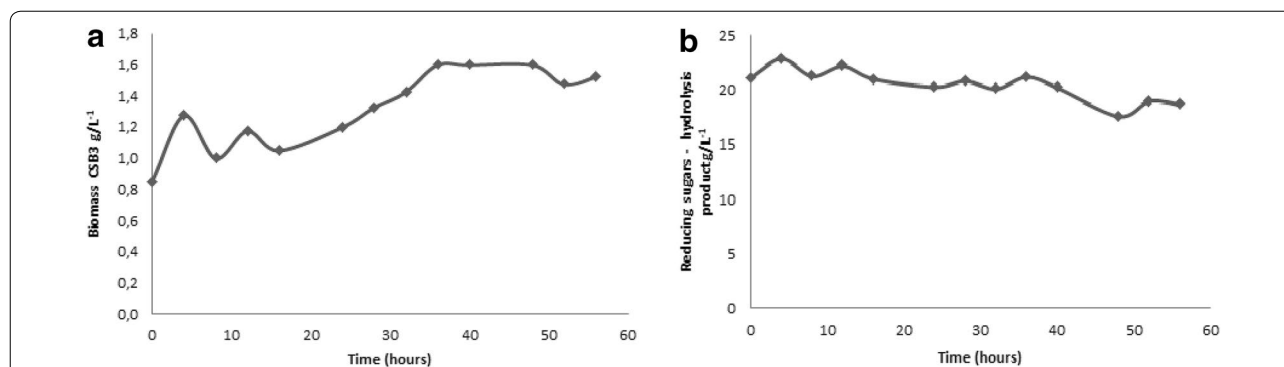 a
1,8
1,6
1,4
1,2
1,0
0,8
0,6
0,4
0,2
0,0
Biomass CSB3 g/L-1
0 10 20 30 40 50 60
Time (hours)
b
25
20
15
10
5
0
Reducing sugars - hydrolysis
productg/L-1
0 10 20 30 40 50 60
Time (hours)